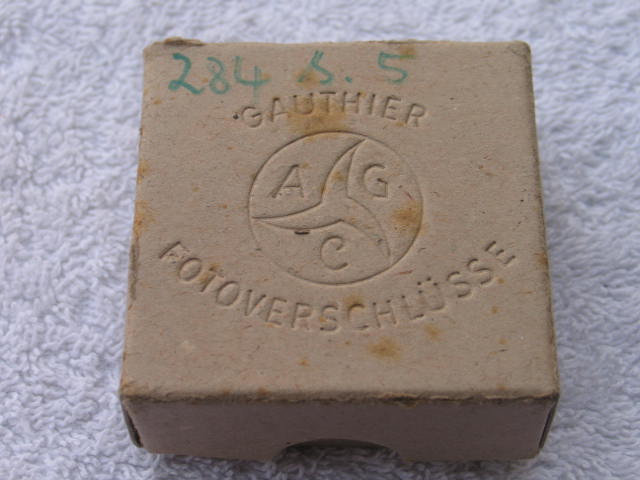 284 S. 5
GAUTHIER
A G
C
FOTOVERSCHLÜSSE